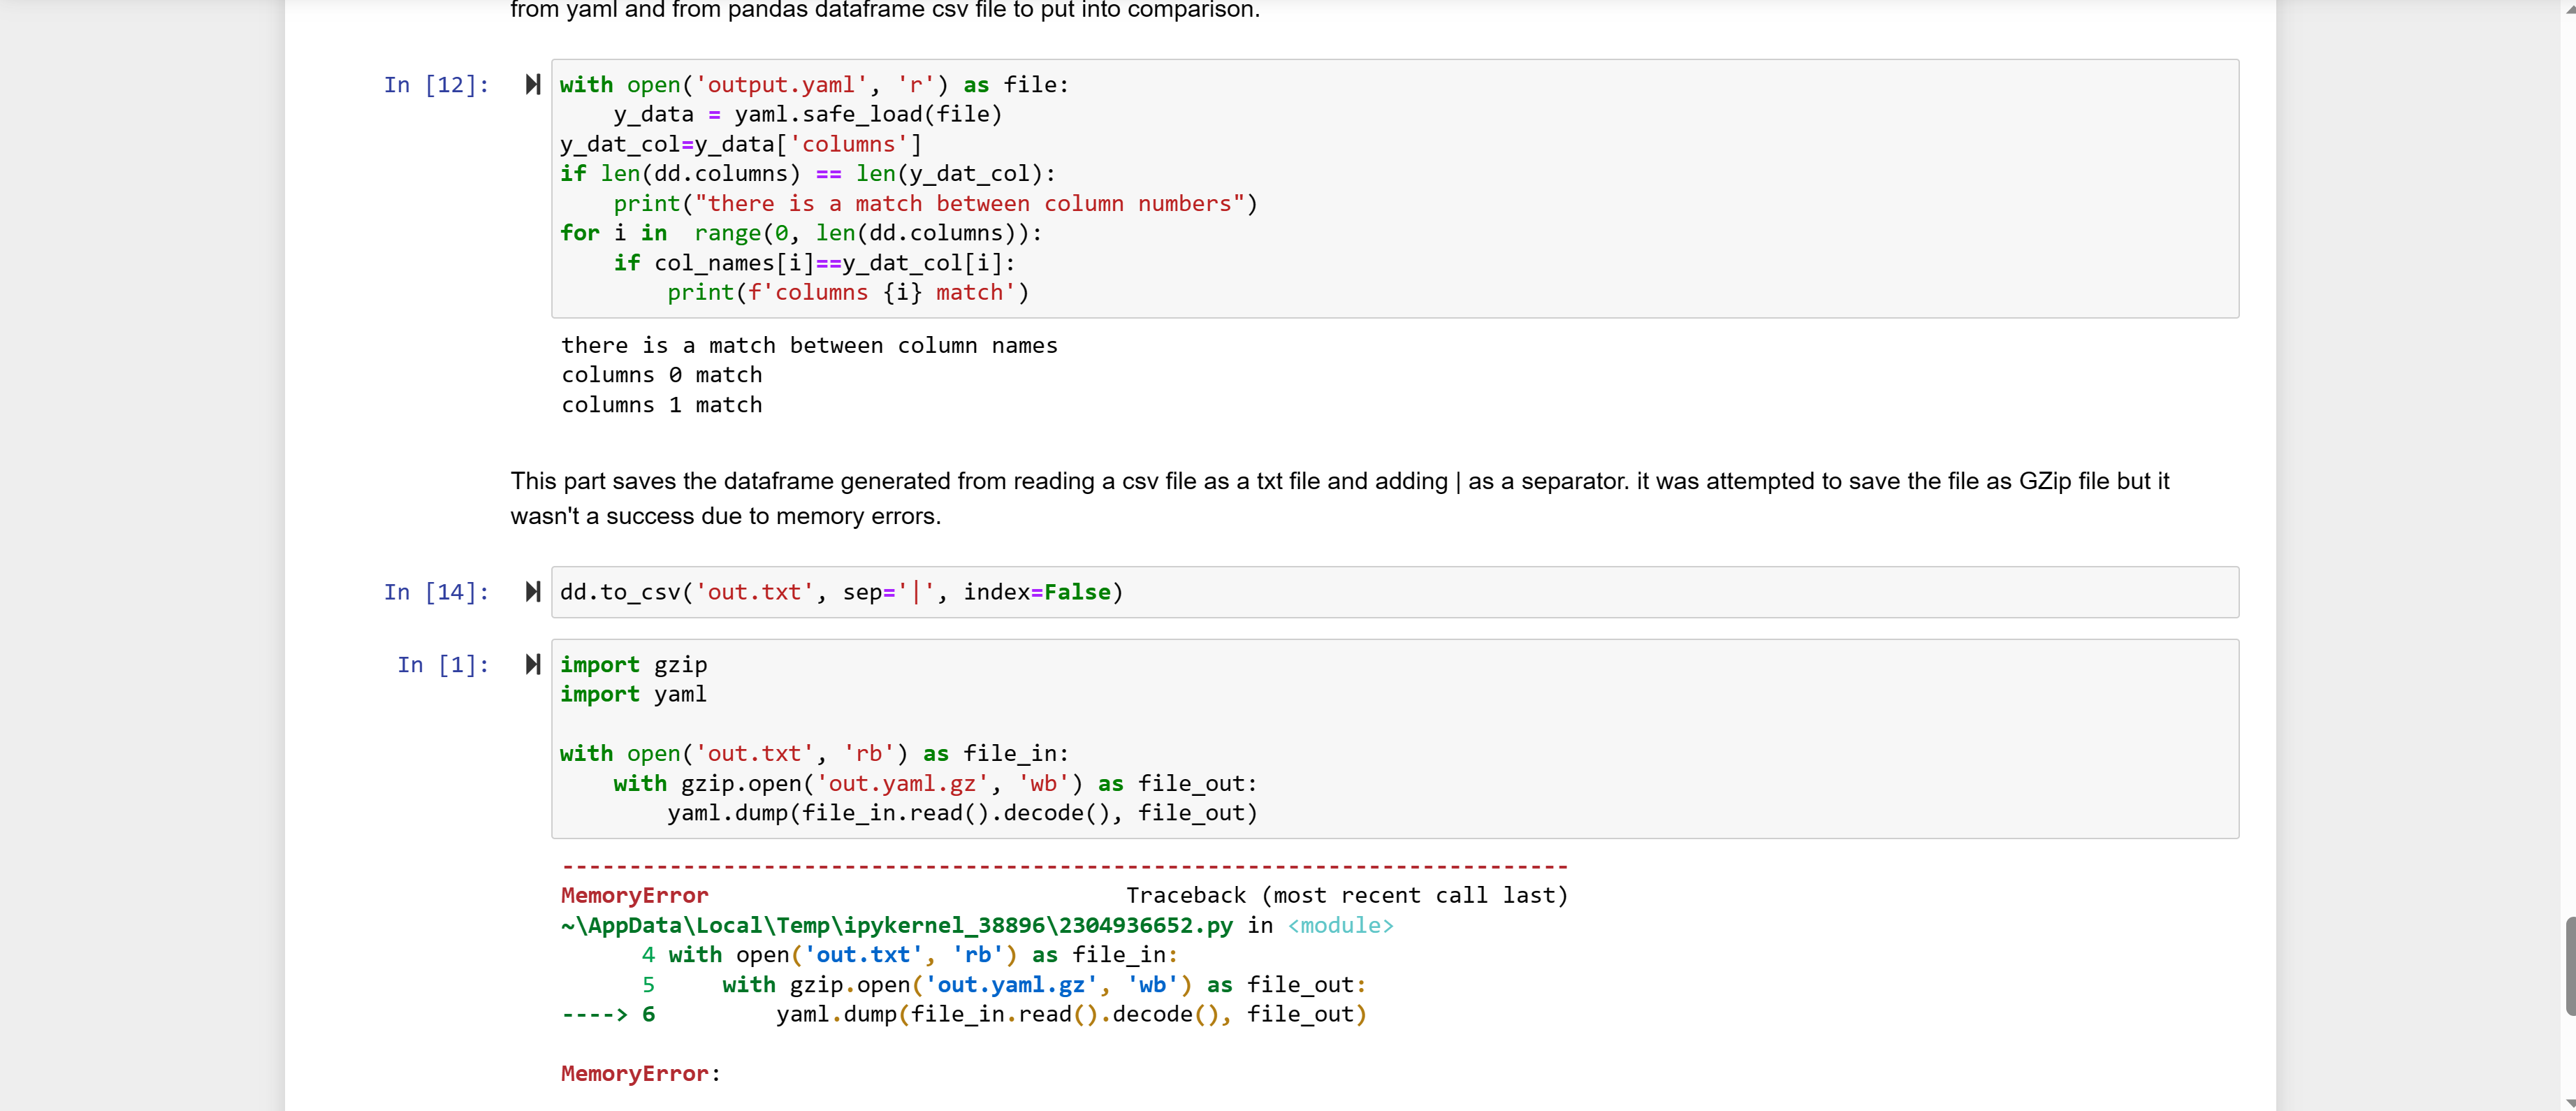 from yaml and from pandas dataframe csv file to put into comparison.
In [12]:
with open('output.yaml', 'r') as file:
    y_data = yaml.safe_load(file)
y_dat_col=y_data['columns']
if len(dd.columns) == len(y_dat_col):
    print("there is a match between column numbers")
for i in  range(0, len(dd.columns)):
    if col_names[i]==y_dat_col[i]:
        print(f'columns {i} match')
there is a match between column names
columns 0 match
columns 1 match
This part saves the dataframe generated from reading a csv file as a txt file and adding | as a separator. it was attempted to save the file as GZip file but it
wasn't a success due to memory errors.
In [14]:
dd.to_csv('out.txt', sep='|', index=False)
In [1]:
import gzip
import yaml
with open('out.txt', 'rb') as file_in:
    with gzip.open('out.yaml.gz', 'wb') as file_out:
        yaml.dump(file_in.read().decode(), file_out)
---------------------------------------------------------------------------
MemoryError                               Traceback (most recent call last)
~\AppData\Local\Temp\ipykernel_38896\2304936652.py in <module>
      4 with open('out.txt', 'rb') as file_in:
      5     with gzip.open('out.yaml.gz', 'wb') as file_out:
----> 6         yaml.dump(file_in.read().decode(), file_out)
MemoryError: